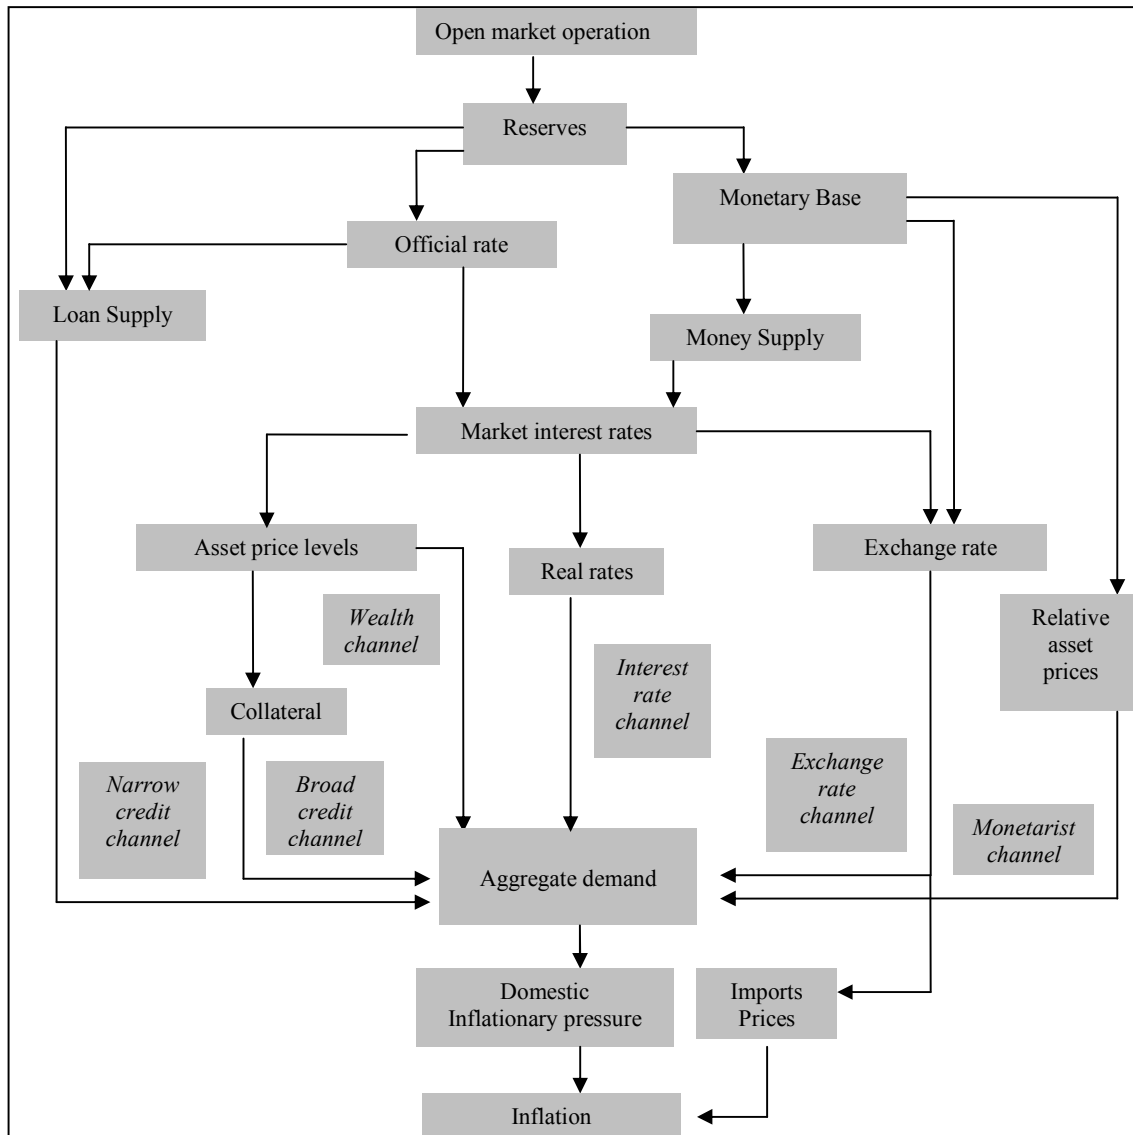 Open market operation
Reserves
Monetary Base
Official rate
Loan Supply
Money Supply
Market interest rates
Asset price levels
Real rates
Exchange rate
Wealth
channel
Relative
asset
prices
Interest
rate
channel
Collateral
Narrow
credit
channel
Broad
credit
channel
Exchange
rate
channel
Monetarist
channel
Aggregate demand
Domestic
Inflationary pressure
Imports
Prices
Inflation